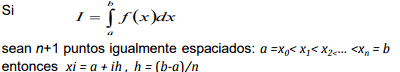 Si
I = ∫ₐᵇ f(x)dx
sean n+1 puntos igualmente espaciados: a =x₀< x₁< x₂<... <xₙ = b
entonces xi = a + ih , h = (b-a)/n